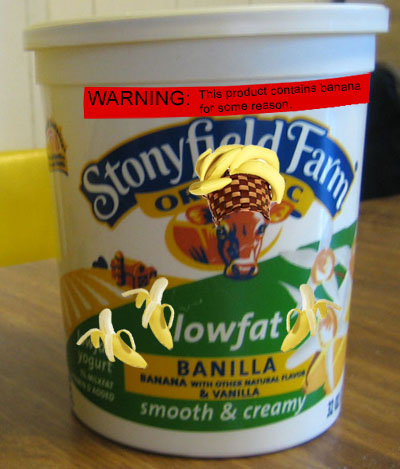 WARNING: This product contains banana
for some reason.
Stonyfield Farm
lowfat
yogurt
BANILLA
BANANA WITH OTHER NATURAL FLAVOR
& VANILLA
smooth & creamy